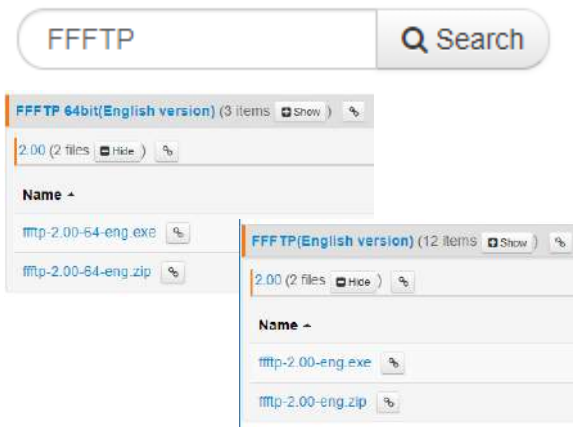 FFFTP Search
FFFTP 64bit(English version) (3 items Show )
2.00 (2 files Hide )
Name
ffftp-2.00-64-eng.exe
ffftp-2.00-64-eng.zip
FFFTP(English version) (12 items Show )
2.00 (2 files Hide )
Name
ffftp-2.00-eng.exe
ffftp-2.00-eng.zip